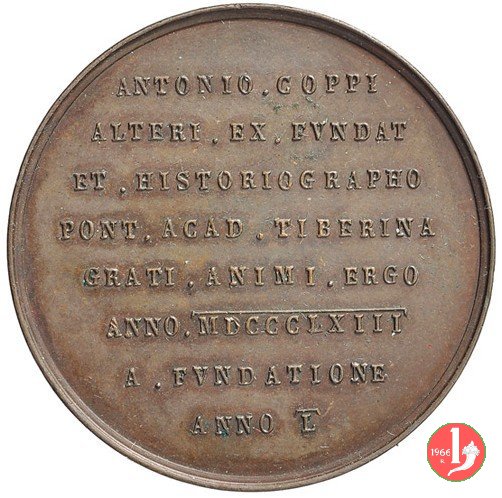 ANTONIO . COPPI
ALTERI . EX . FVNDAT
ET . HISTORIOGRAPHO
PONT . ACAD . TIBERINA
GRATI . ANIMI . ERGO
ANNO . MDCCCLXIII
A . FVNDATIONE
ANNO L
1966